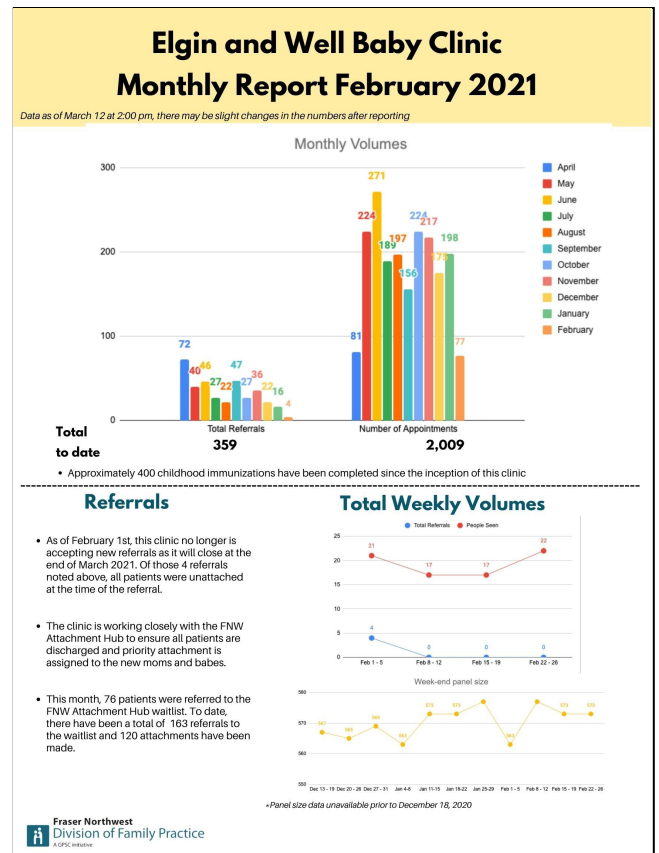 Elgin and Well Baby Clinic
Monthly Report February 2021
Data as of March 12 at 2:00 pm, there may be slight changes in the numbers after reporting
Monthly Volumes
300
200
100
0
72
40
46
27
22
47
27
36
22
16
4
81
224
271
189
197
156
224
217
175
198
77
Total Referrals
Number of Appointments
April
May
June
July
August
September
October
November
December
January
February
Total
to date
359
2,009
• Approximately 400 childhood immunizations have been completed since the inception of this clinic
Referrals
• As of February 1st, this clinic no longer is
accepting new referrals as it will close at the
end of March 2021. Of those 4 referrals
noted above, all patients were unattached
at the time of the referral.
• The clinic is working closely with the FNW
Attachment Hub to ensure all patients are
discharged and priority attachment is
assigned to the new moms and babes.
• This month, 76 patients were referred to the
FNW Attachment Hub waitlist. To date,
there have been a total of 163 referrals to
the waitlist and 120 attachments have been
made.
Total Weekly Volumes
Total Referrals
People Seen
25
20
15
10
5
0
21
17
17
22
4
0
0
0
Feb 1 - 5
Feb 8 - 12
Feb 15 - 19
Feb 22 - 26
Week-end panel size
580
570
560
550
567
565
569
563
573
573
563
573
573
Dec 13 - 19
Dec 20 - 26
Dec 27 - 31
Jan 4-8
Jan 11-15
Jan 18-22
Jan 25-29
Feb 1 - 5
Feb 8 - 12
Feb 15 - 19
Feb 22 - 26
*Panel size data unavailable prior to December 18, 2020
Fraser Northwest
Division of Family Practice
A GPSC initiative